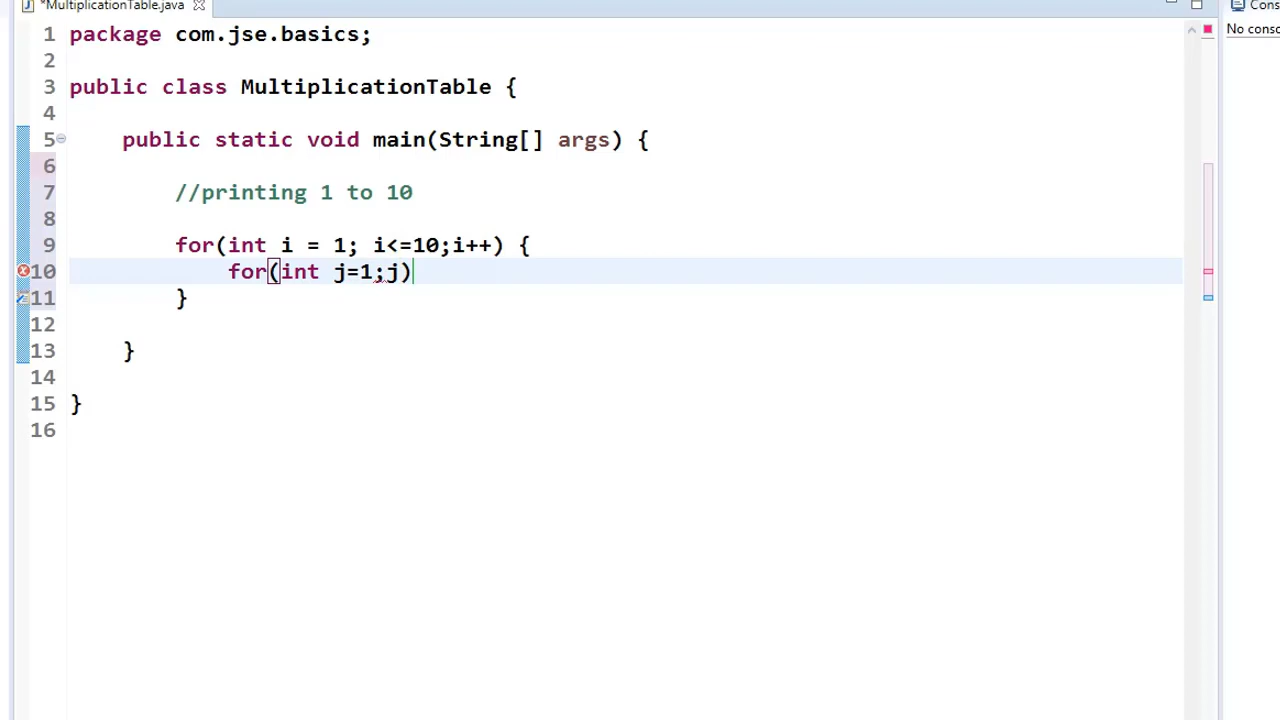 *MultiplicationTable.java
Cons
No conso
1 package com.jse.basics;
2
3 public class MultiplicationTable {
4
5 public static void main(String[] args) {
6
7 //printing 1 to 10
8
9 for(int i = 1; i<=10;i++) {
10 for(int j=1;j)
11 }
12
13 }
14
15 }
16